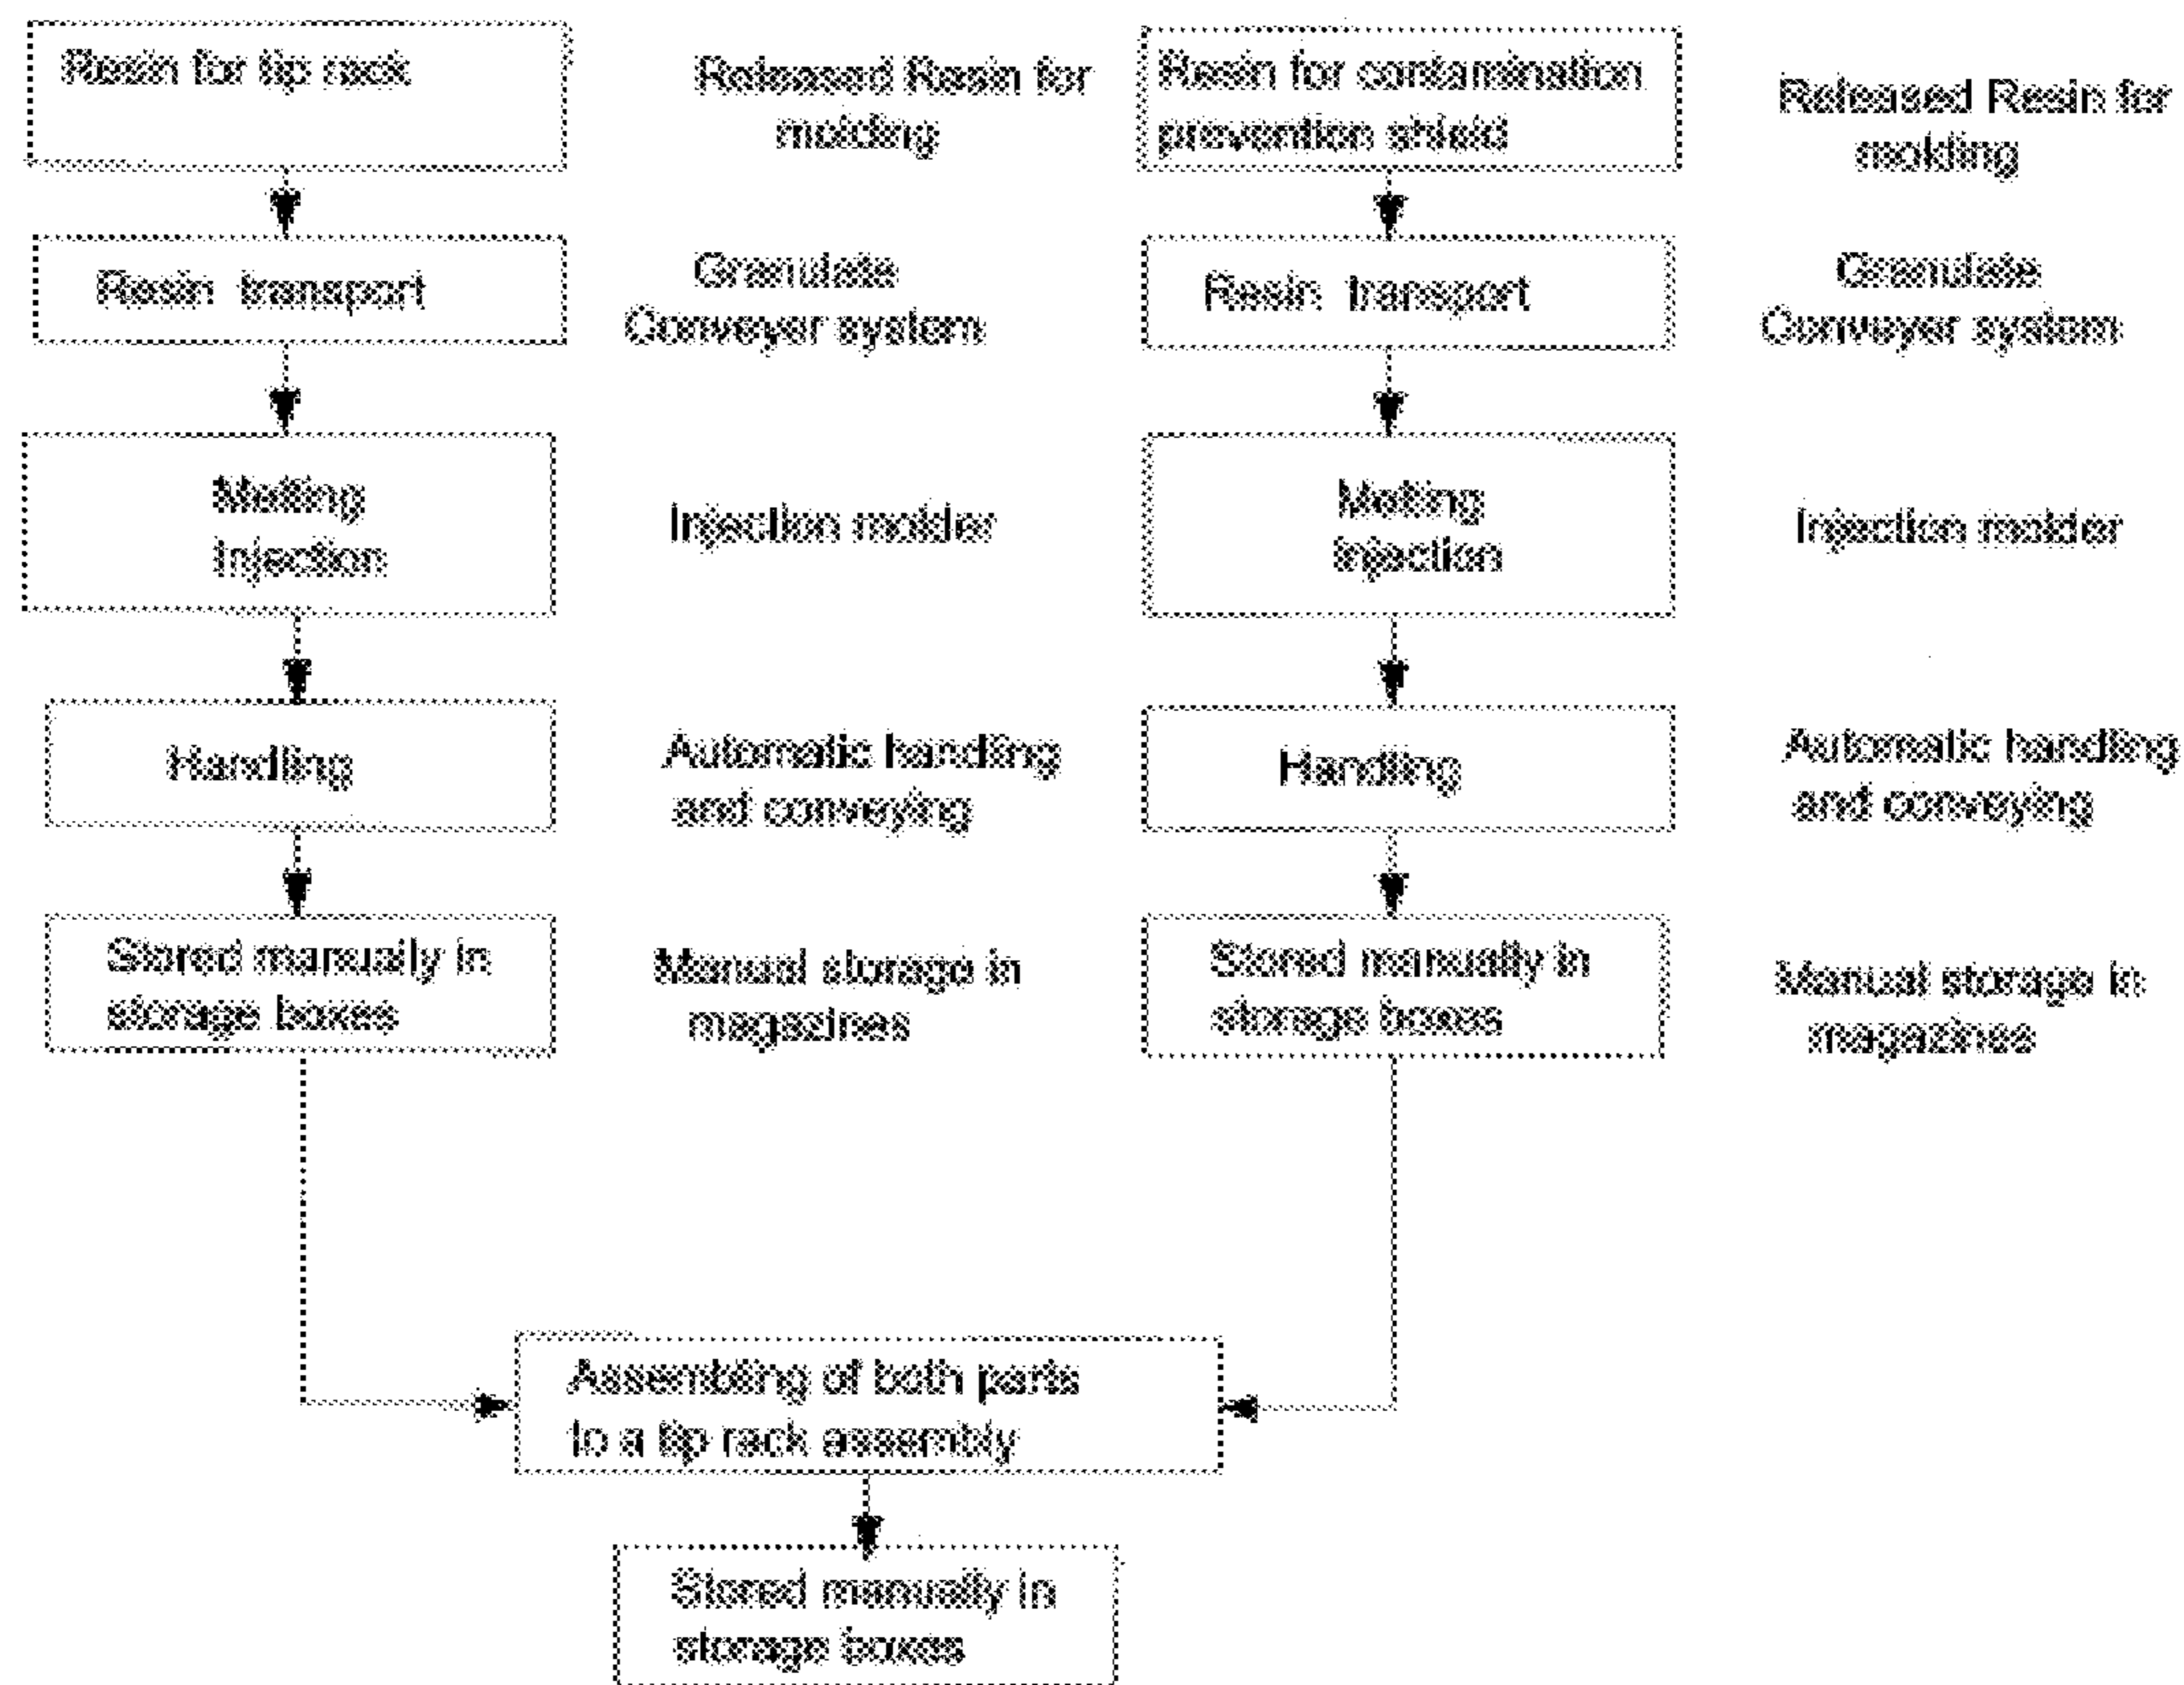 Resin for tip rack
Released Resin for
molding
Resin for contamination
prevention shield
Released Resin for
molding
Resin transport
Granulate
Conveyer system
Resin transport
Granulate
Conveyer system
Melting
Injection
Injection molder
Melting
Injection
Injection molder
Handling
Automatic handling
and conveying
Handling
Automatic handling
and conveying
Stored manually in
storage boxes
Manual storage in
magazines
Stored manually in
storage boxes
Manual storage in
magazines
Assembling of both parts
to a tip rack assembly
Stored manually in
storage boxes